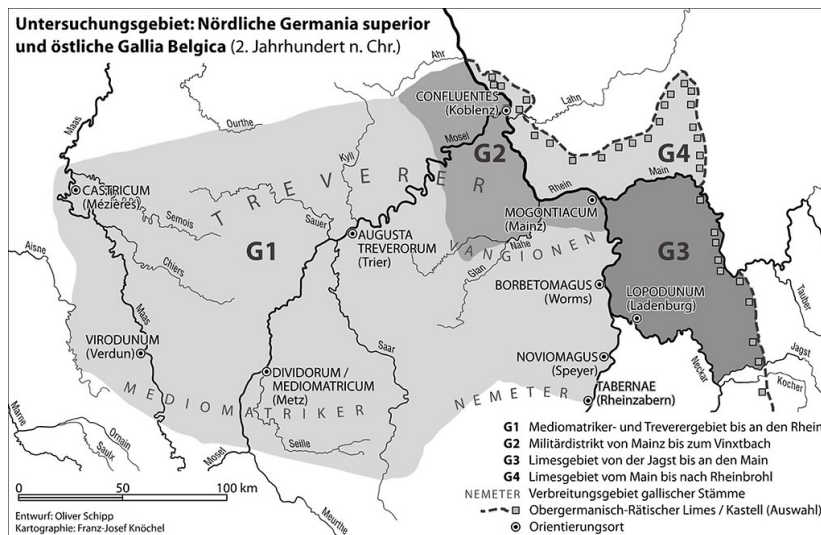 Untersuchungsgebiet: Nördliche Germania superior
und östliche Gallia Belgica (2. Jahrhundert n. Chr.)
Ahr
Maas
Ourthe
CONFLUENTES
(Koblenz)
Lahn
Mosel
G2
G4
Kyll
Main
Rhein
TREVERER
CASTRICUM
(Mézières)
Semois
Sauer
MOGONTIACUM
(Mainz)
AUGUSTA
TREVERORUM
(Trier)
VANGIONEN
Nahe
Glan
Aisne
G1
G3
Chiers
BORBETOMAGUS
(Worms)
LOPODUNUM
(Ladenburg)
Tauber
Maas
VIRODUNUM
(Verdun)
Saar
NOVIOMAGUS
(Speyer)
Neckar
Jagst
Kocher
DIVIDORUM /
MEDIOMATRICUM
(Metz)
MEDIOMATRIKER
NEMETER
TABERNAE
(Rheinzabern)
Marne
Ornain
Saulx
Mosel
Seille
Meurthe
G1 Mediomatriker- und Treverergebiet bis an den Rhein
G2 Militärdistrikt von Mainz bis zum Vinxtbach
G3 Limesgebiet von der Jagst bis an den Main
G4 Limesgebiet vom Main bis nach Rheinbrohl
NEMETER Verbreitungsgebiet gallischer Stämme
Obergermanisch-Rätischer Limes / Kastell (Auswahl)
Orientierungsort
0 50 100 km
Entwurf: Oliver Schipp
Kartographie: Franz-Josef Knöchel